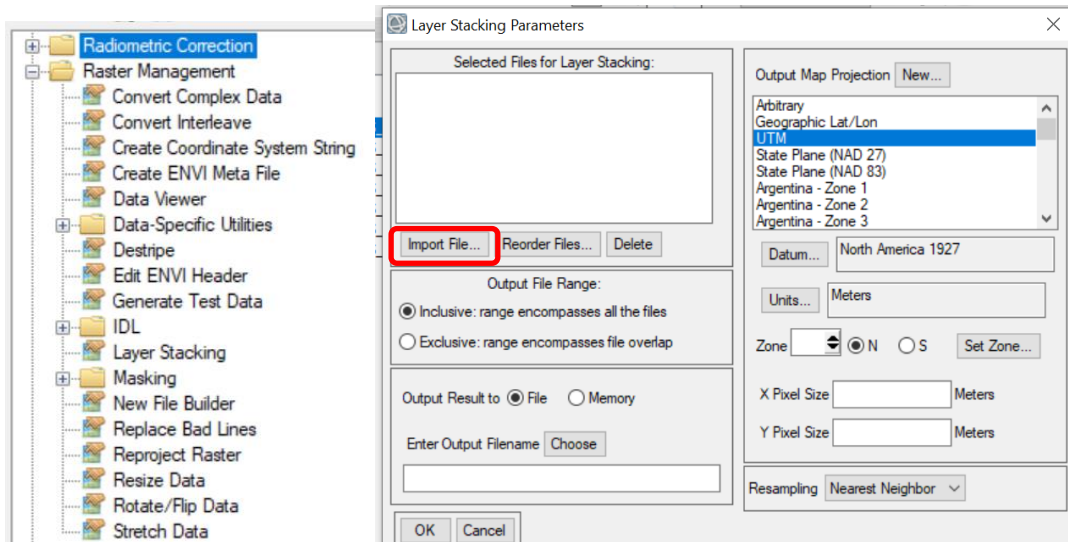 Radiometric Correction
Raster Management
Convert Complex Data
Convert Interleave
Create Coordinate System String
Create ENVI Meta File
Data Viewer
Data-Specific Utilities
Destripe
Edit ENVI Header
Generate Test Data
IDL
Layer Stacking
Masking
New File Builder
Replace Bad Lines
Reproject Raster
Resize Data
Rotate/Flip Data
Stretch Data
Layer Stacking Parameters
Selected Files for Layer Stacking:
Import File... Reorder Files... Delete
Output File Range:
Inclusive: range encompasses all the files
Exclusive: range encompasses file overlap
Output Result to File Memory
Enter Output Filename Choose
OK Cancel
Output Map Projection New...
Arbitrary
Geographic Lat/Lon
UTM
State Plane (NAD 27)
State Plane (NAD 83)
Argentina - Zone 1
Argentina - Zone 2
Argentina - Zone 3
Datum... North America 1927
Units... Meters
Zone N S Set Zone...
X Pixel Size Meters
Y Pixel Size Meters
Resampling Nearest Neighbor